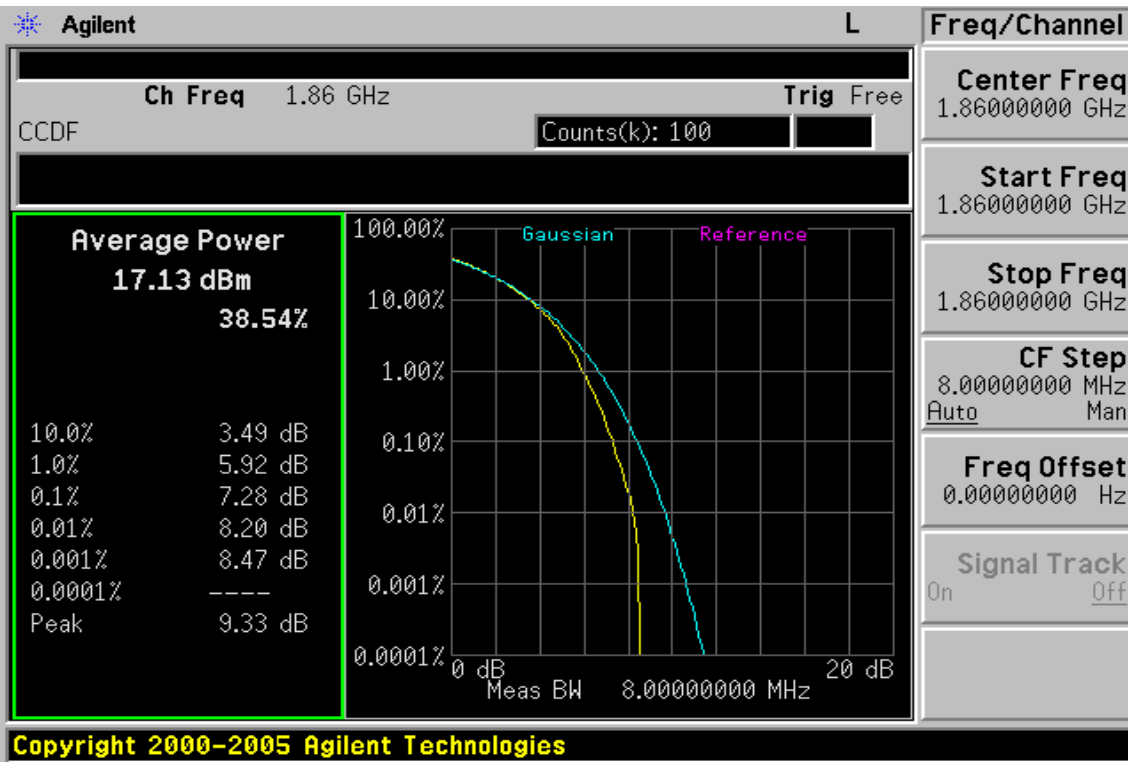 Agilent
L
Freq/Channel
Ch Freq 1.86 GHz
Trig Free
CCDF
Counts(k): 100
Average Power
17.13 dBm
38.54%
10.0% 3.49 dB
1.0% 5.92 dB
0.1% 7.28 dB
0.01% 8.20 dB
0.001% 8.47 dB
0.0001% ----
Peak 9.33 dB
Gaussian
Reference
100.00%
10.00%
1.00%
0.10%
0.01%
0.001%
0.0001%
0 dB
20 dB
Meas BW 8.00000000 MHz
Center Freq
1.86000000 GHz
Start Freq
1.86000000 GHz
Stop Freq
1.86000000 GHz
CF Step
8.00000000 MHz
Auto Man
Freq Offset
0.00000000 Hz
Signal Track
On Off
Copyright 2000-2005 Agilent Technologies